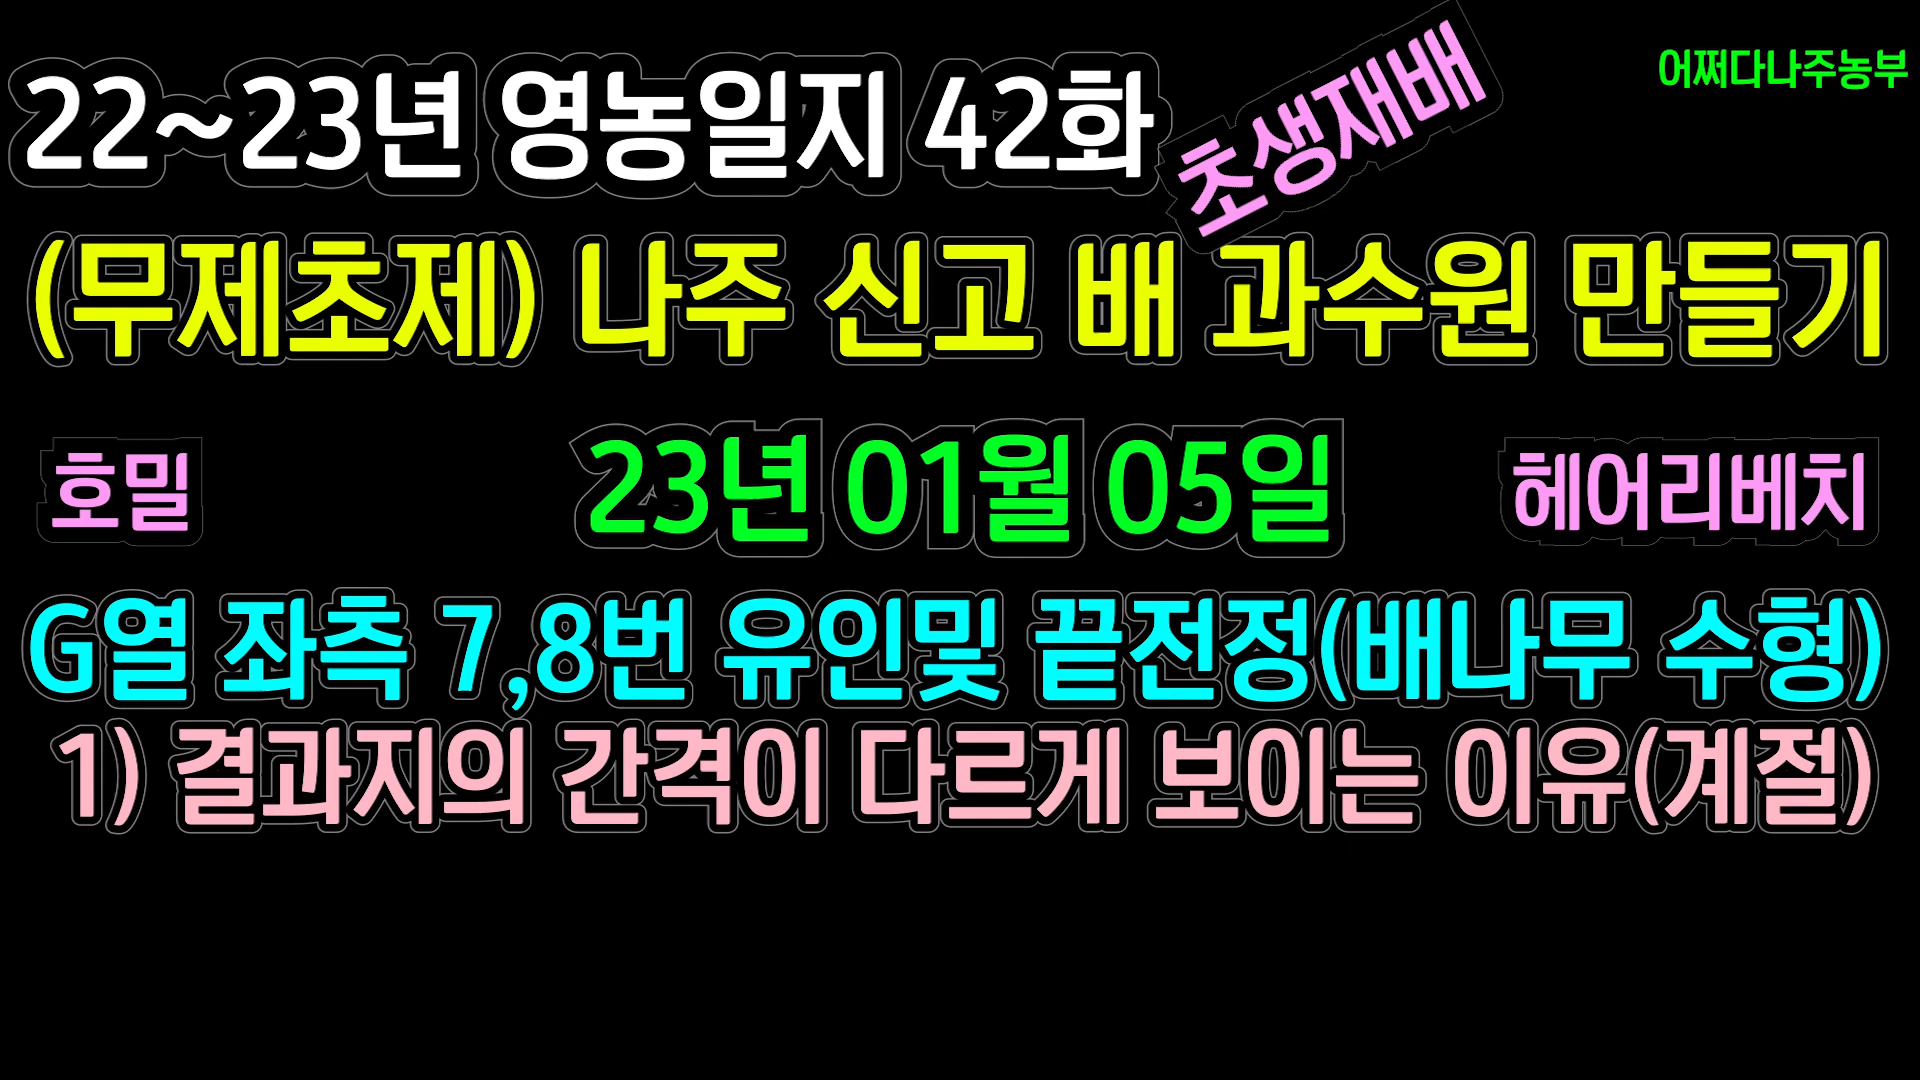 22~23년 영농일지 42화
초생재배
어쩌다나주농부
(무제초제) 나주 신고 배 과수원 만들기
호밀
23년 01월 05일
헤어리베치
G열 좌측 7,8번 유인및 끝전정(배나무 수형)
1) 결과지의 간격이 다르게 보이는 이유(계절)